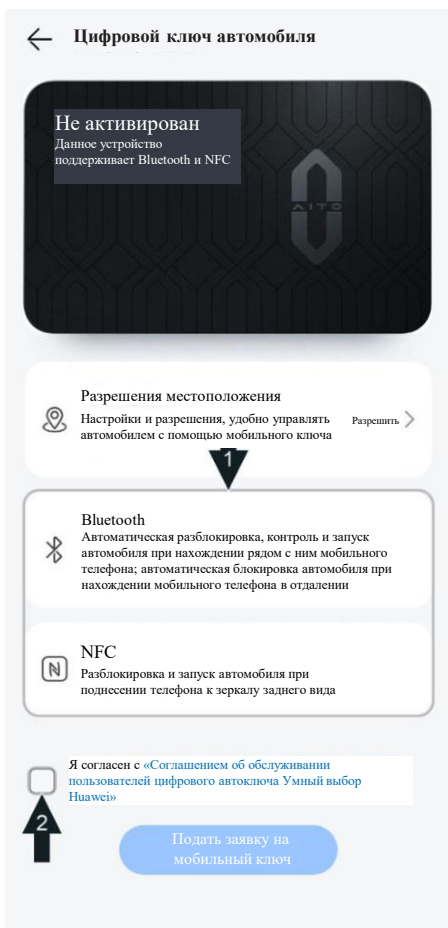 Цифровой ключ автомобиля
Не активирован
Данное устройство
поддерживает Bluetooth и NFC
AITO
Разрешения местоположения
Настройки и разрешения, удобно управлять
автомобилем с помощью мобильного ключа
Разрешить
1
Bluetooth
Автоматическая разблокировка, контроль и запуск
автомобиля при нахождении рядом с ним мобильного
телефона; автоматическая блокировка автомобиля при
нахождении мобильного телефона в отдалении
NFC
Разблокировка и запуск автомобиля при
поднесении телефона к зеркалу заднего вида
Я согласен с «Соглашением об обслуживании
пользователей цифрового автоключа Умный выбор
Huawei»
2
Подать заявку на
мобильный ключ